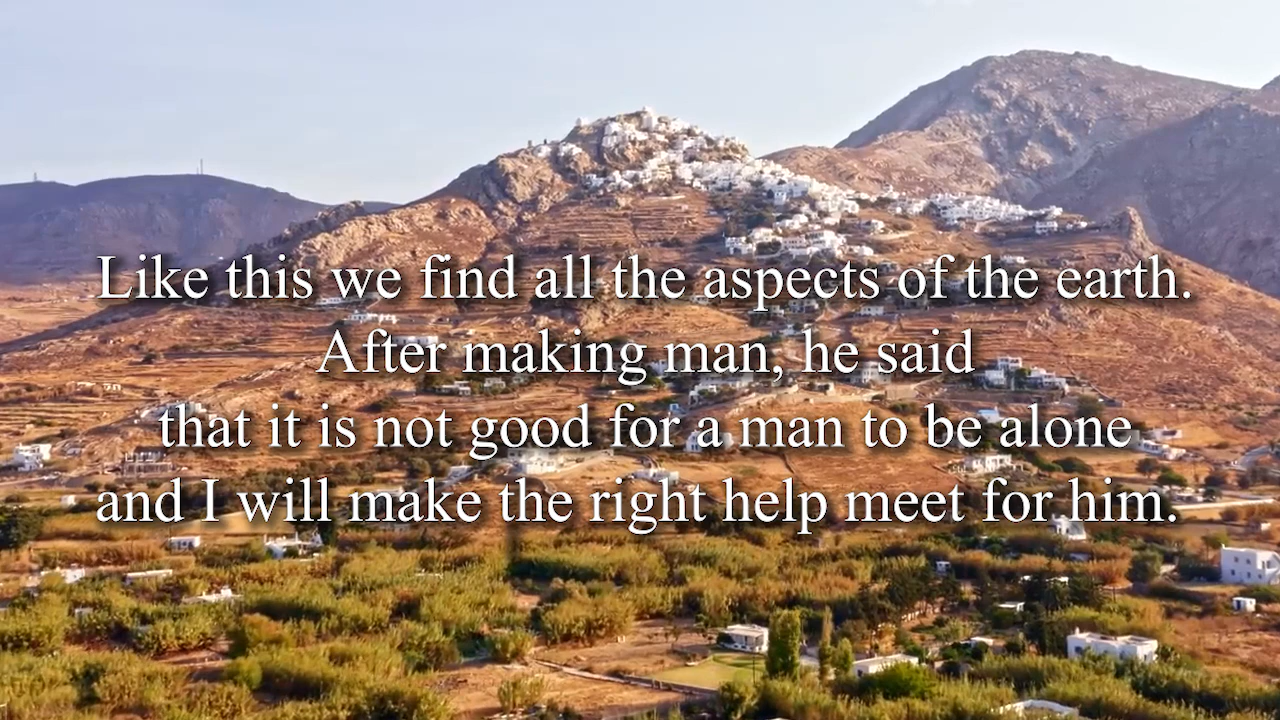 Like this we find all the aspects of the earth.
After making man, he said
that it is not good for a man to be alone
and I will make the right help meet for him.